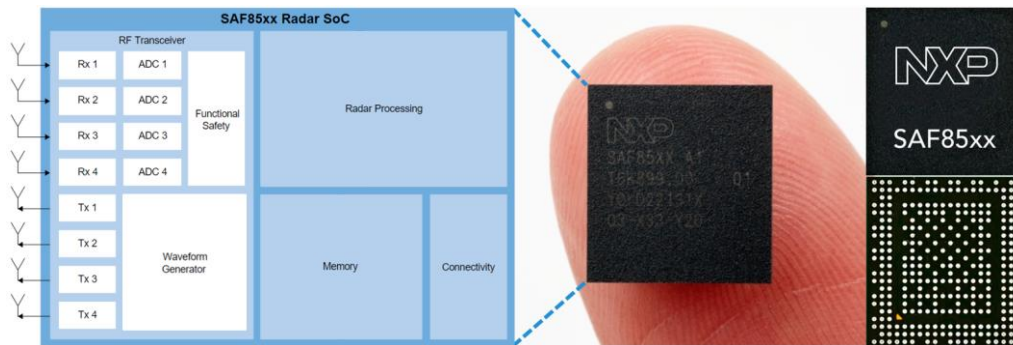 SAF85xx Radar SoC
RF Transceiver
Rx 1
ADC 1
Rx 2
ADC 2
Rx 3
ADC 3
Rx 4
ADC 4
Functional
Safety
Tx 1
Tx 2
Tx 3
Tx 4
Waveform
Generator
Radar Processing
Memory
Connectivity
NXP
SAF85XX A1
Q1
NXP
SAF85xx